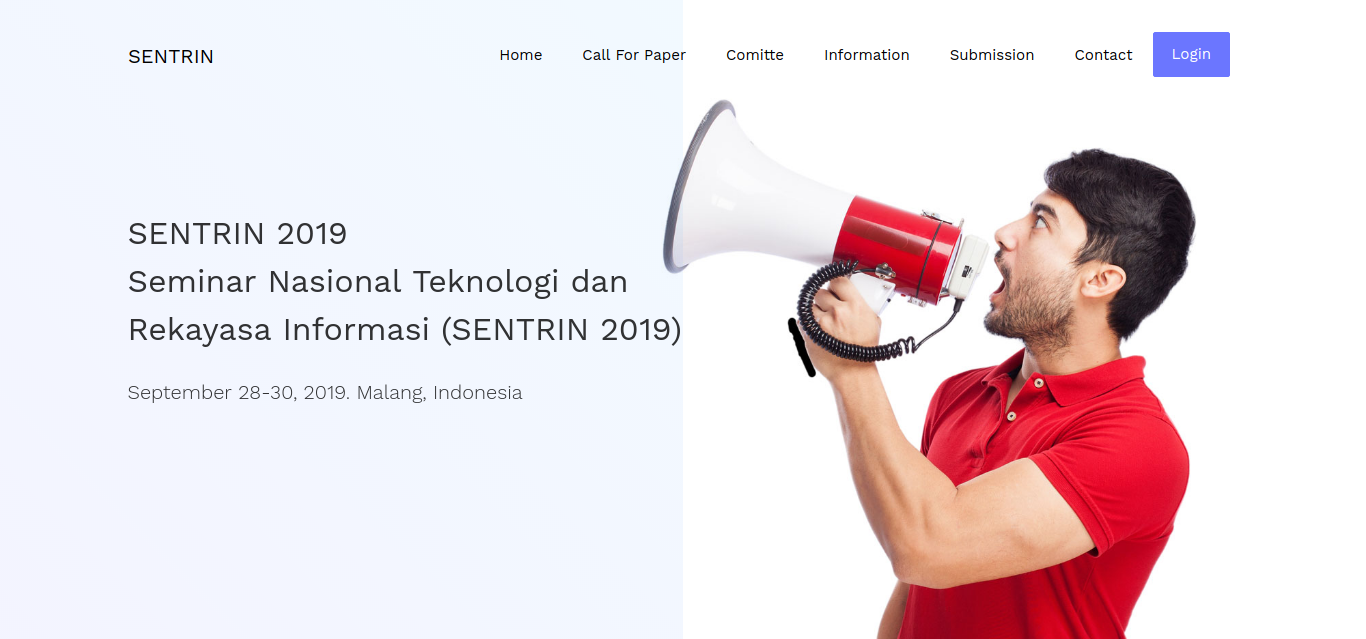 SENTRIN
Home Call For Paper Comitte Information Submission Contact Login
SENTRIN 2019
Seminar Nasional Teknologi dan
Rekayasa Informasi (SENTRIN 2019)
September 28-30, 2019. Malang, Indonesia